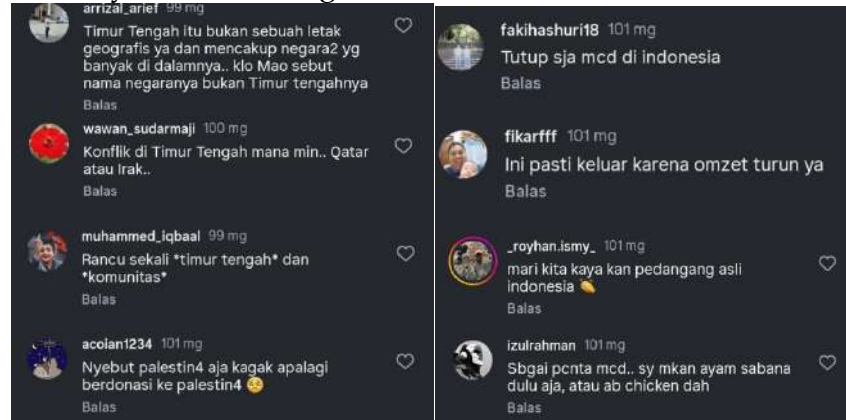 arrizal_arief 99 mg
Timur Tengah itu bukan sebuah letak
geografis ya dan mencakup negara2 yg
banyak di dalamnya.. klo Mao sebut
nama negaranya bukan Timur tengahnya
Balas
wawan_sudarmaji 100 mg
Konflik di Timur Tengah mana min.. Qatar
atau Irak..
Balas
muhammed_iqbaal 99 mg
Rancu sekali *timur tengah* dan
*komunitas*
Balas
acolan1234 101 mg
Nyebut palestin4 aja kagak apalagi
berdonasi ke palestin4 🥺
Balas
fakihashuri18 101 mg
Tutup sja mcd di indonesia
Balas
fikarfff 101 mg
Ini pasti keluar karena omzet turun ya
Balas
_royhan.ismy_ 101 mg
mari kita kaya kan pedangang asli
indonesia
Balas
izulrahman 101 mg
Sbgai pcnta mcd.. sy mkan ayam sabana
dulu aja, atau ab chicken dah
Balas